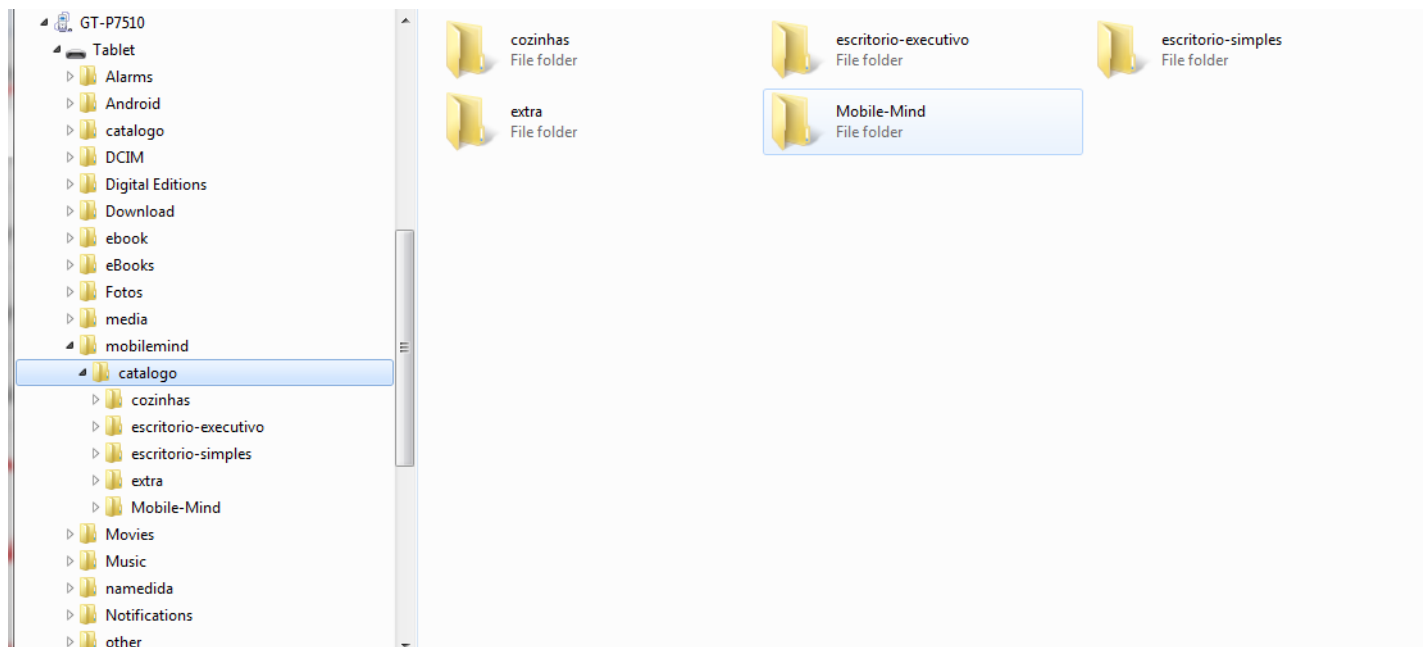 GT-P7510
Tablet
Alarms
Android
catalogo
DCIM
Digital Editions
Download
ebook
eBooks
Fotos
media
mobilemind
catalogo
cozinhas
escritorio-executivo
escritorio-simples
extra
Mobile-Mind
Movies
Music
namedida
Notifications
other
cozinhas
File folder
escritorio-executivo
File folder
escritorio-simples
File folder
extra
File folder
Mobile-Mind
File folder